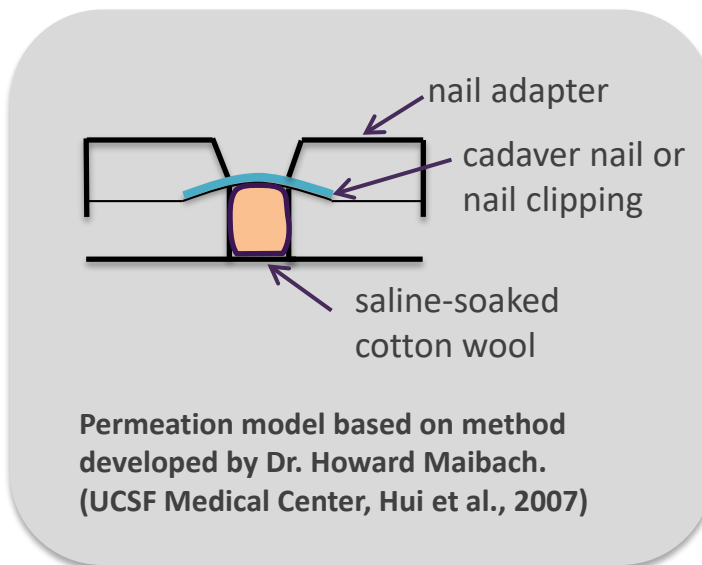 nail adapter
cadaver nail or
nail clipping
saline-soaked
cotton wool
Permeation model based on method
developed by Dr. Howard Maibach.
(UCSF Medical Center, Hui et al., 2007)